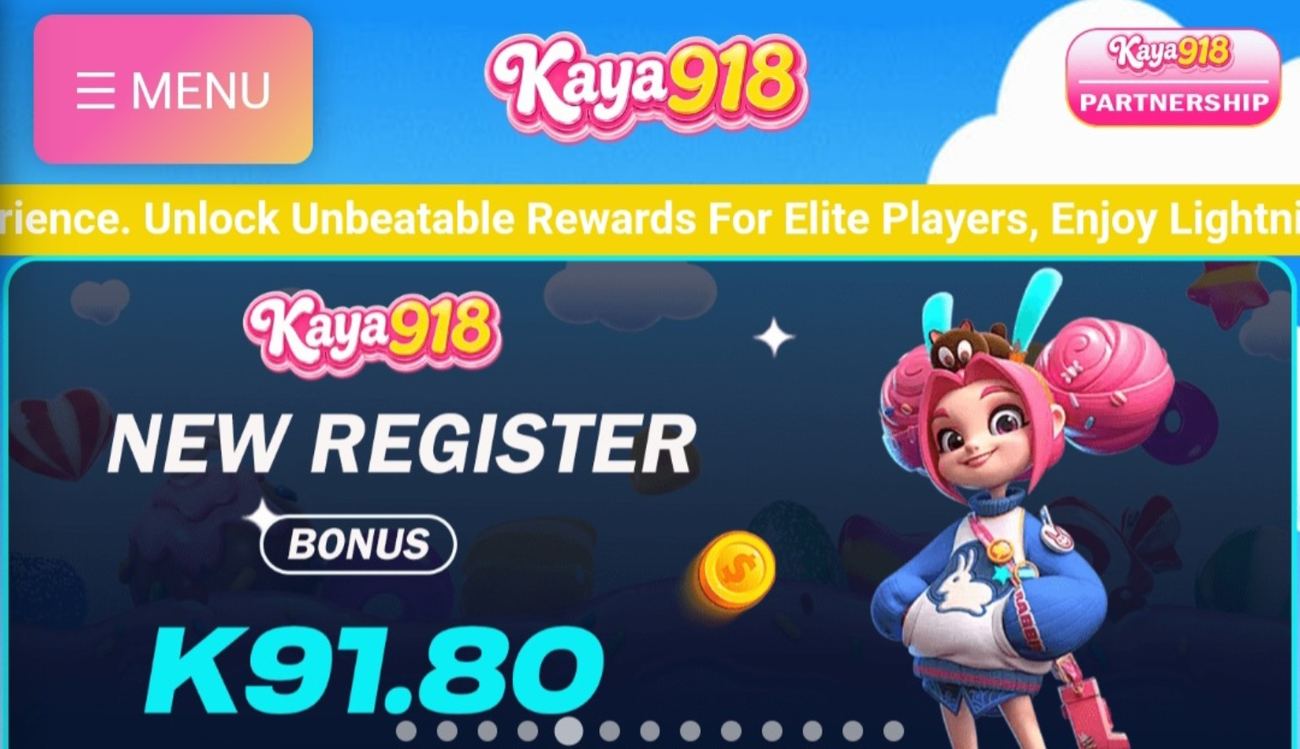 ☰ MENU
Kaya918
Kaya918
PARTNERSHIP
rience. Unlock Unbeatable Rewards For Elite Players, Enjoy Lightni
Kaya918
NEW REGISTER
BONUS
K91.80
RABBIT